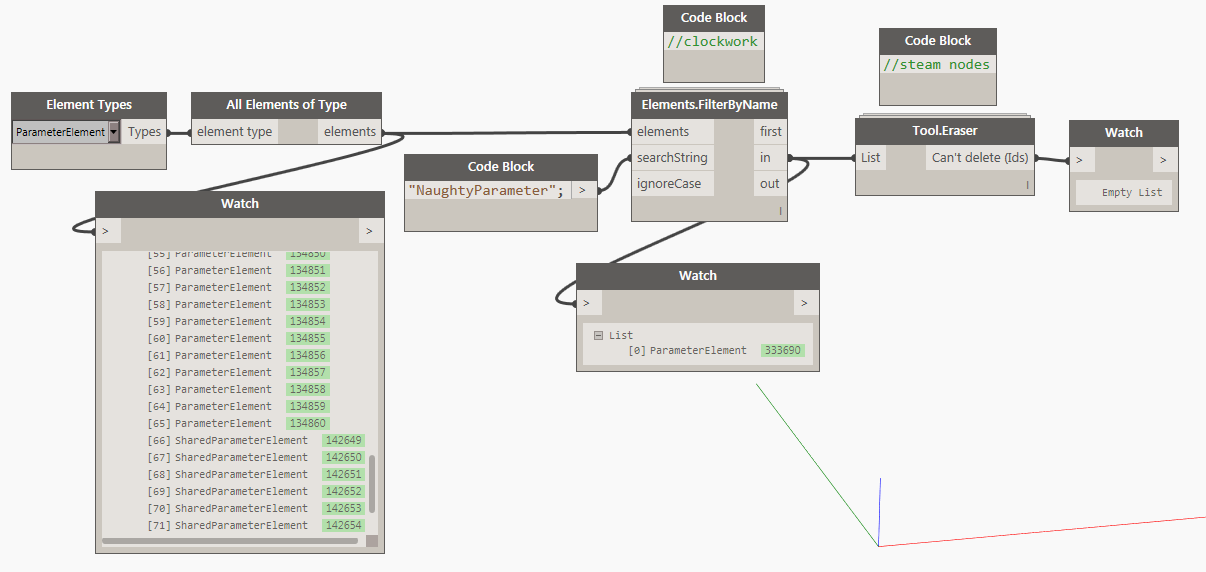 Code Block
//clockwork
Code Block
//steam nodes
Element Types
ParameterElement Types
All Elements of Type
element type elements
Elements.FilterByName
elements first
searchString in
ignoreCase out
Code Block
"NaughtyParameter"; >
Tool.Eraser
List Can't delete (Ids)
Watch
> >
Empty List
Watch
> >
[55] ParameterElement 134850
[56] ParameterElement 134851
[57] ParameterElement 134852
[58] ParameterElement 134853
[59] ParameterElement 134854
[60] ParameterElement 134855
[61] ParameterElement 134856
[62] ParameterElement 134857
[63] ParameterElement 134858
[64] ParameterElement 134859
[65] ParameterElement 134860
[66] SharedParameterElement 142649
[67] SharedParameterElement 142650
[68] SharedParameterElement 142651
[69] SharedParameterElement 142652
[70] SharedParameterElement 142653
[71] SharedParameterElement 142654
Watch
> >
List
[0] ParameterElement 333690